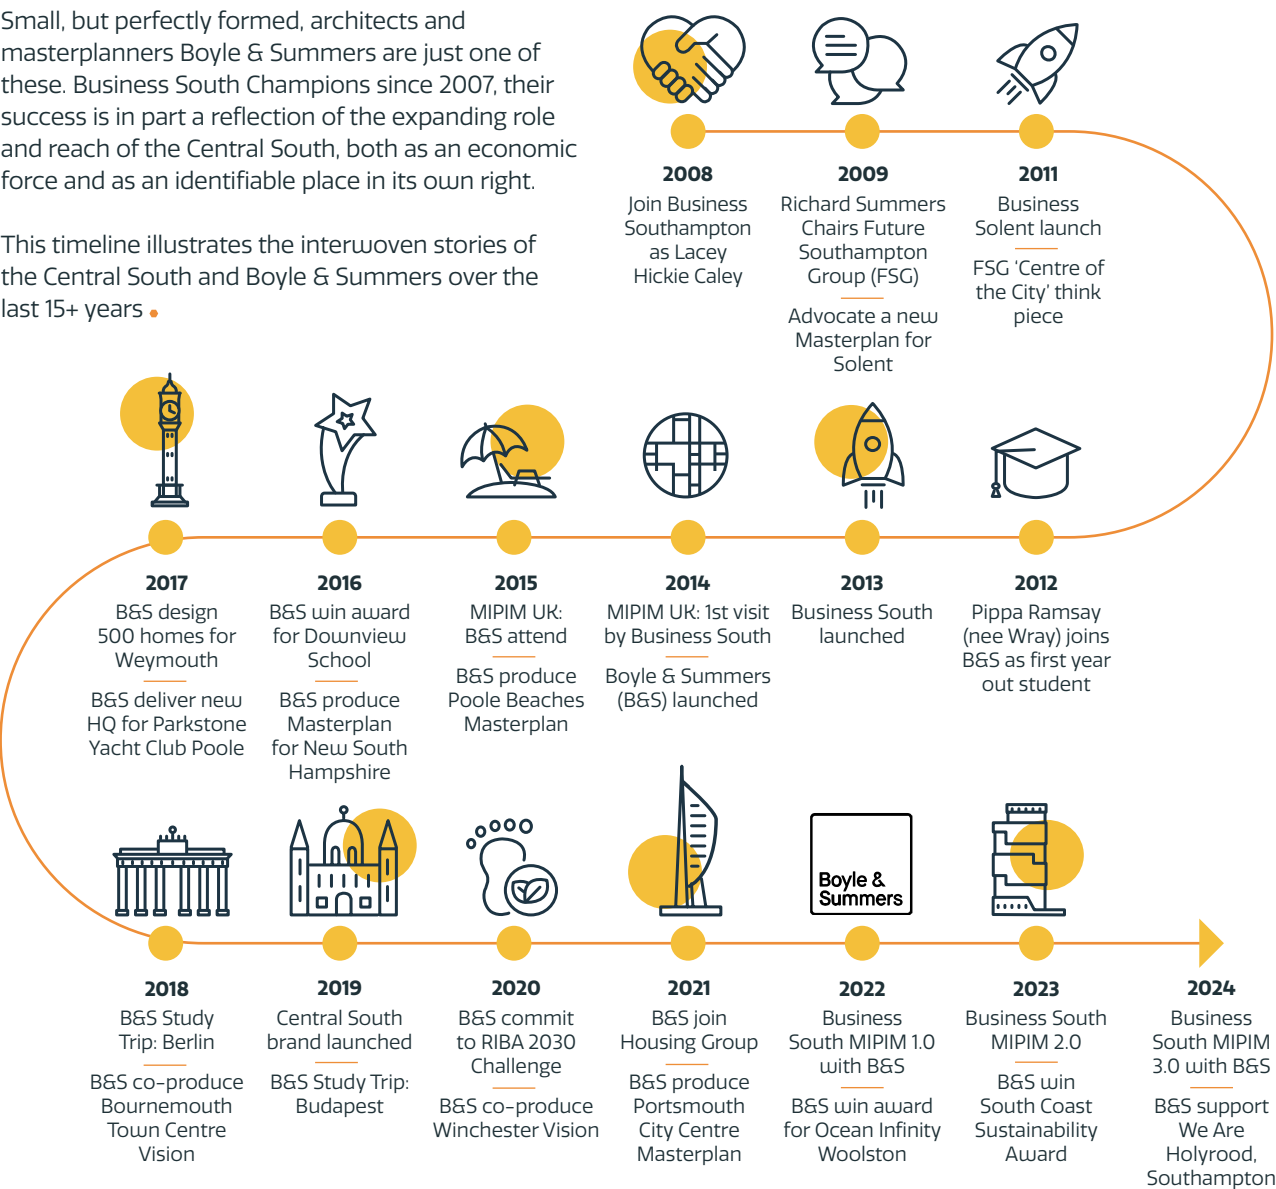 Small, but perfectly formed, architects and
masterplanners Boyle & Summers are just one of
these. Business South Champions since 2007, their
success is in part a reflection of the expanding role
and reach of the Central South, both as an economic
force and as an identifiable place in its own right.
This timeline illustrates the interwoven stories of
the Central South and Boyle & Summers over the
last 15+ years
2008
Join Business
Southampton
as Lacey
Hickie Caley
2009
Richard Summers
Chairs Future
Southampton
Group (FSG)
Advocate a new
Masterplan for
Solent
2011
Business
Solent launch
FSG ‘Centre of
the City’ think
piece
2012
Pippa Ramsay
(nee Wray) joins
B&S as first year
out student
2013
Business South
launched
2014
MIPIM UK: 1st visit
by Business South
Boyle & Summers
(B&S) launched
2015
MIPIM UK:
B&S attend
B&S produce
Poole Beaches
Masterplan
2016
B&S win award
for Downview
School
B&S produce
Masterplan
for New South
Hampshire
2017
B&S design
500 homes for
Weymouth
B&S deliver new
HQ for Parkstone
Yacht Club Poole
2018
B&S Study
Trip: Berlin
B&S co-produce
Bournemouth
Town Centre
Vision
2019
Central South
brand launched
B&S Study Trip:
Budapest
2020
B&S commit
to RIBA 2030
Challenge
B&S co-produce
Winchester Vision
2021
B&S join
Housing Group
B&S produce
Portsmouth
City Centre
Masterplan
Boyle &
Summers
2022
Business
South MIPIM 1.0
with B&S
B&S win award
for Ocean Infinity
Woolston
2023
Business South
MIPIM 2.0
B&S win
South Coast
Sustainability
Award
2024
Business
South MIPIM
3.0 with B&S
B&S support
We Are
Holyrood,
Southampton